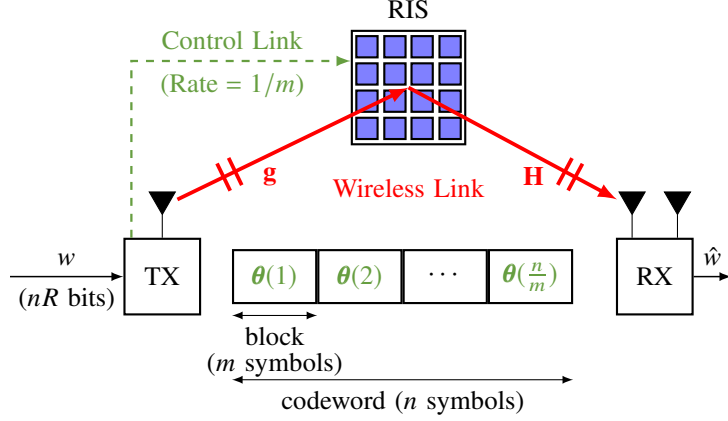 RIS
Control Link
(Rate = 1/m)
g
Wireless Link
H
w
(nR bits)
TX
θ(1)
θ(2)
···
θ(n/m)
RX
ŵ
block
(m symbols)
codeword (n symbols)